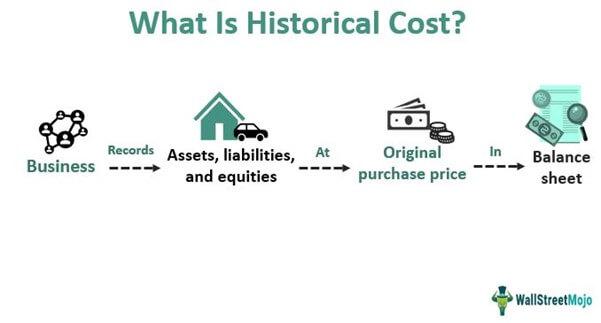 What Is Historical Cost?
Business
Records
Assets, liabilities,
and equities
At
Original
purchase price
In
Balance
sheet
WallStreetMojo